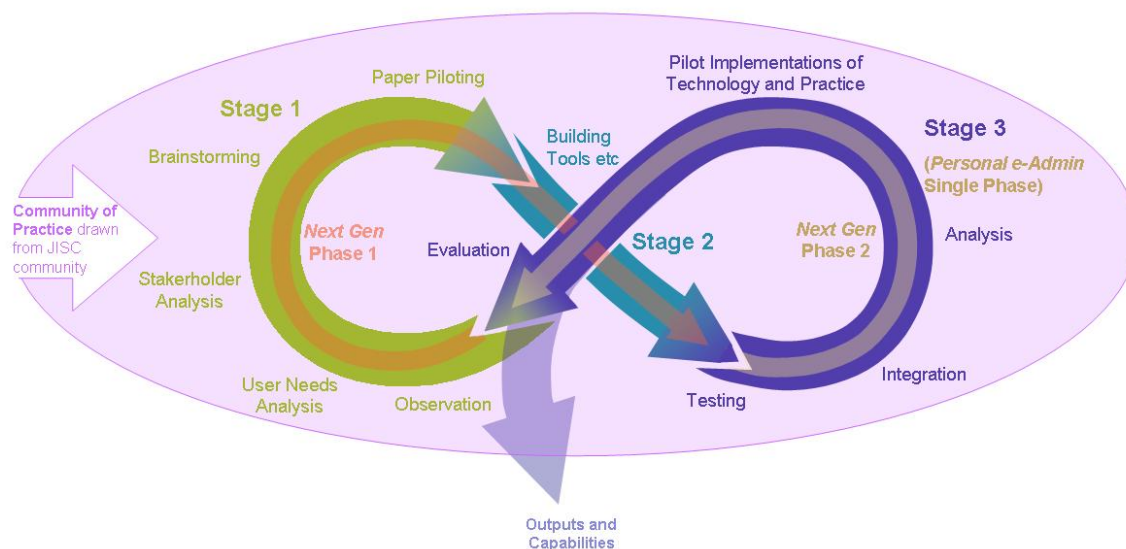 Pilot Implementations of
Technology and Practice
Paper Piloting
Stage 1
Building
Tools etc
Stage 3
(Personal e-Admin
Single Phase)
Brainstorming
Community of
Practice drawn
from JISC
community
Next Gen
Phase 1
Evaluation
Stage 2
Next Gen
Phase 2
Analysis
Stakerholder
Analysis
User Needs
Analysis
Observation
Testing
Integration
Outputs and
Capabilities